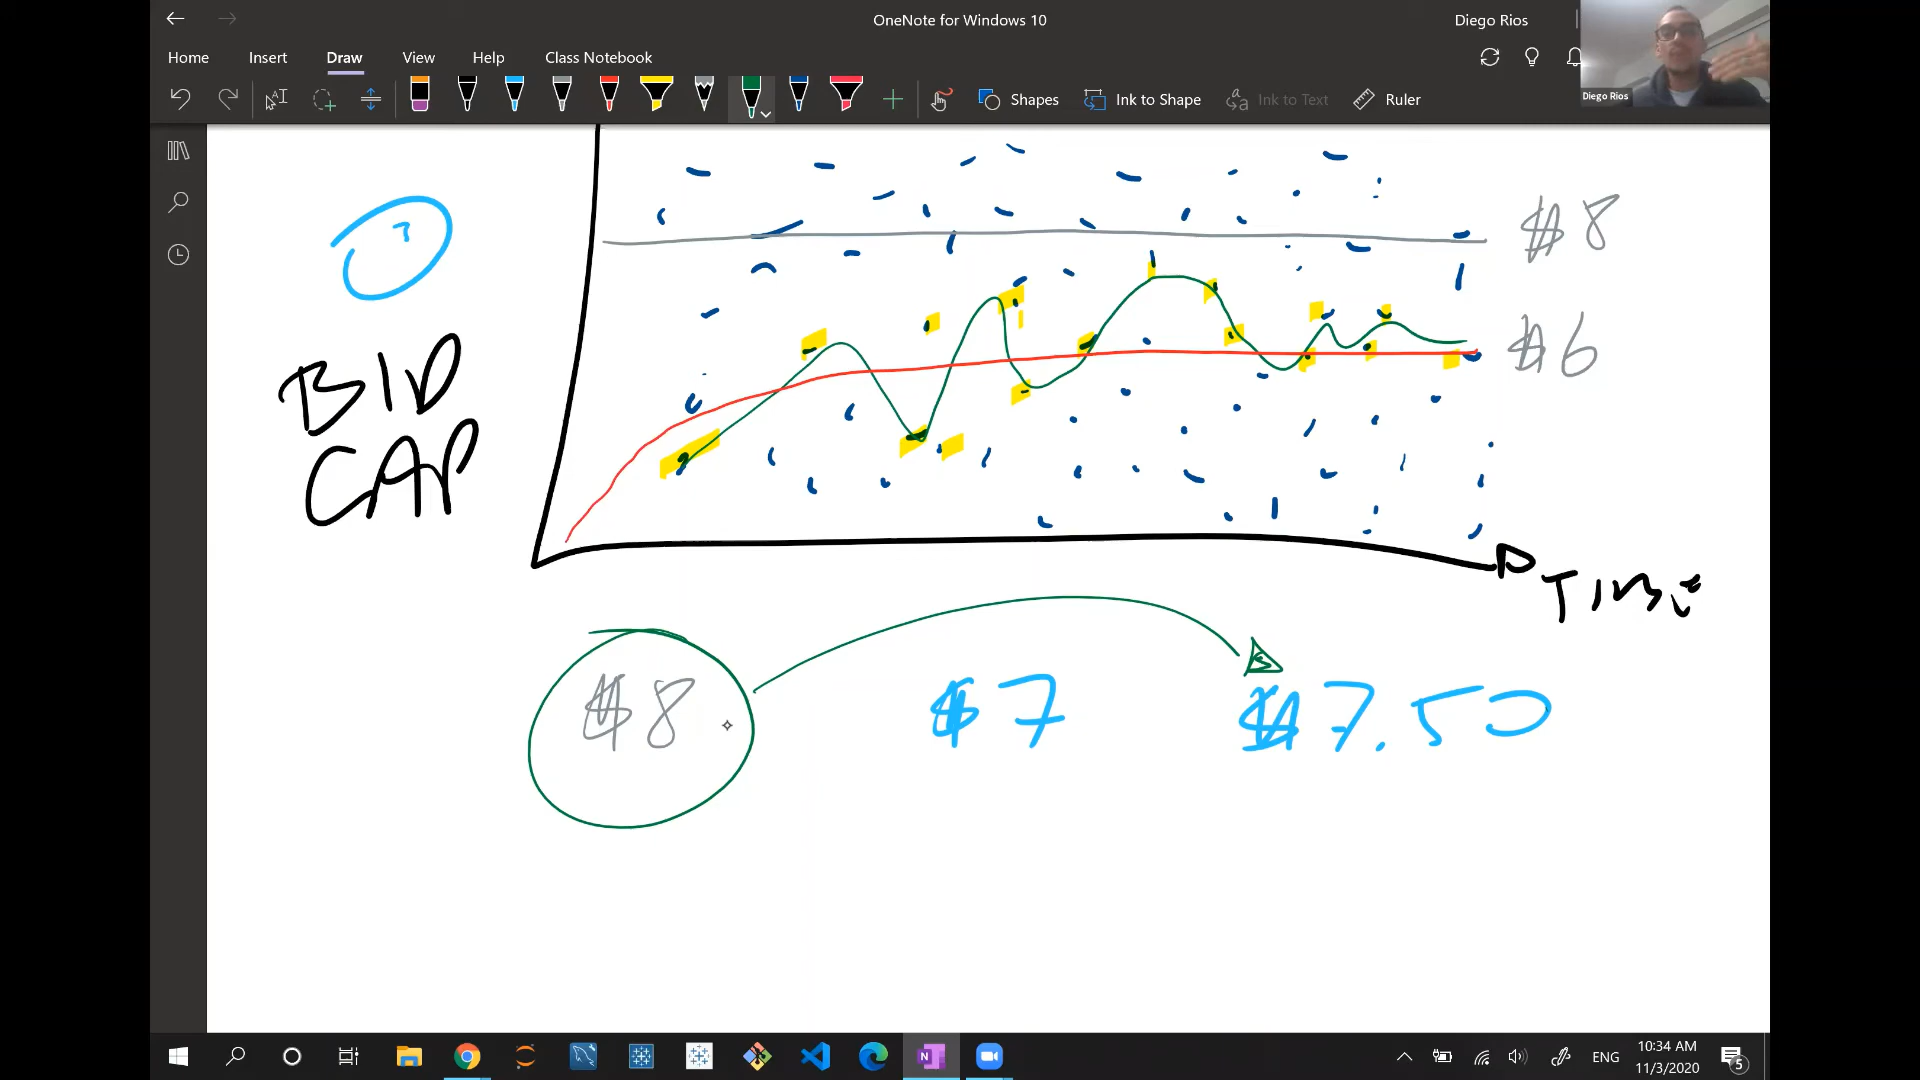 OneNote for Windows 10
Diego Rios
Home Insert Draw View Help Class Notebook
Shapes Ink to Shape Ink to Text Ruler
Diego Rios
$8
$6
BID
CAP
TIME
$8 $7 $7.50
ENG
10:34 AM
11/3/2020
5